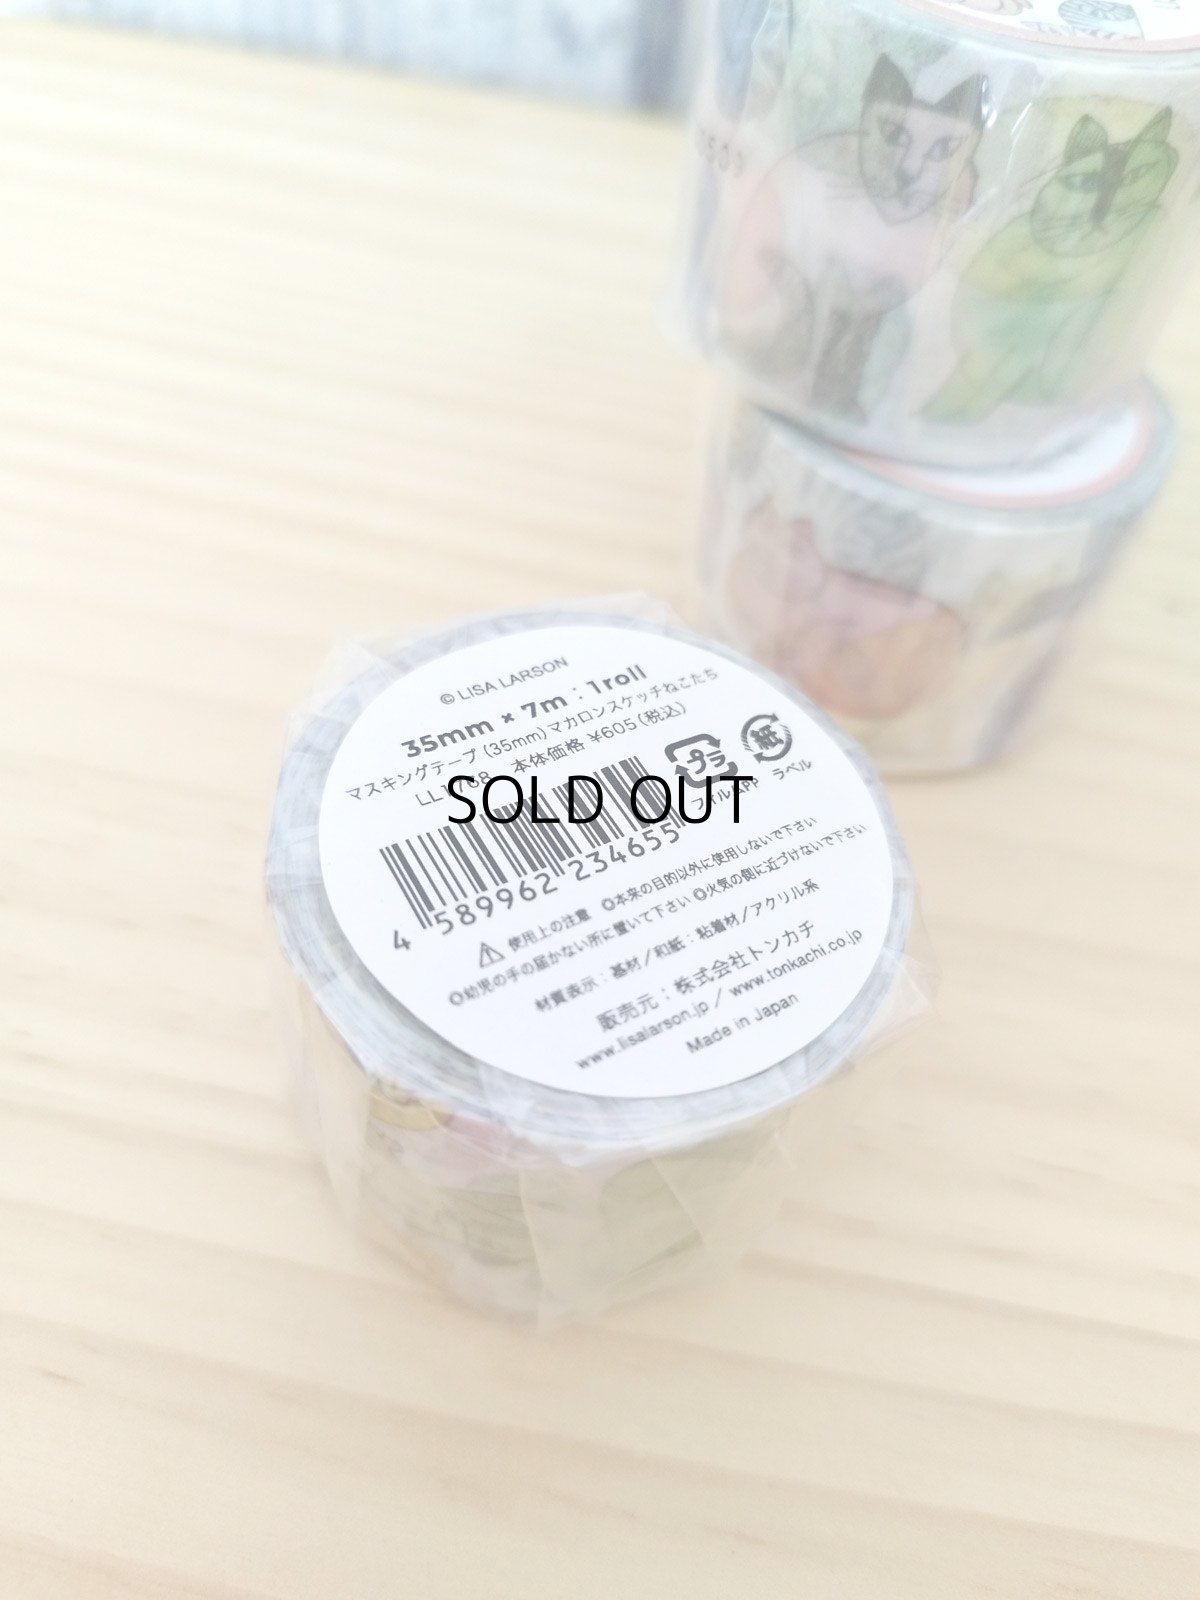 © LISA LARSON
35mm × 7m : 1roll
マスキングテープ (35mm) マカロンスケッチねこたち
本体価格 ¥605 (税込)
プラ
紙
ラベル
SOLD OUT
4 589962 234655
使用上の注意 ●本来の目的以外に使用しないで下さい
●幼児の手の届かない所に置いて下さい ●火気の側に近づけないで下さい
材質表示：基材/和紙：粘着材/アクリル系
販売元：株式会社トンカチ
www.lisalarson.jp / www.tonkachi.co.jp
Made in Japan